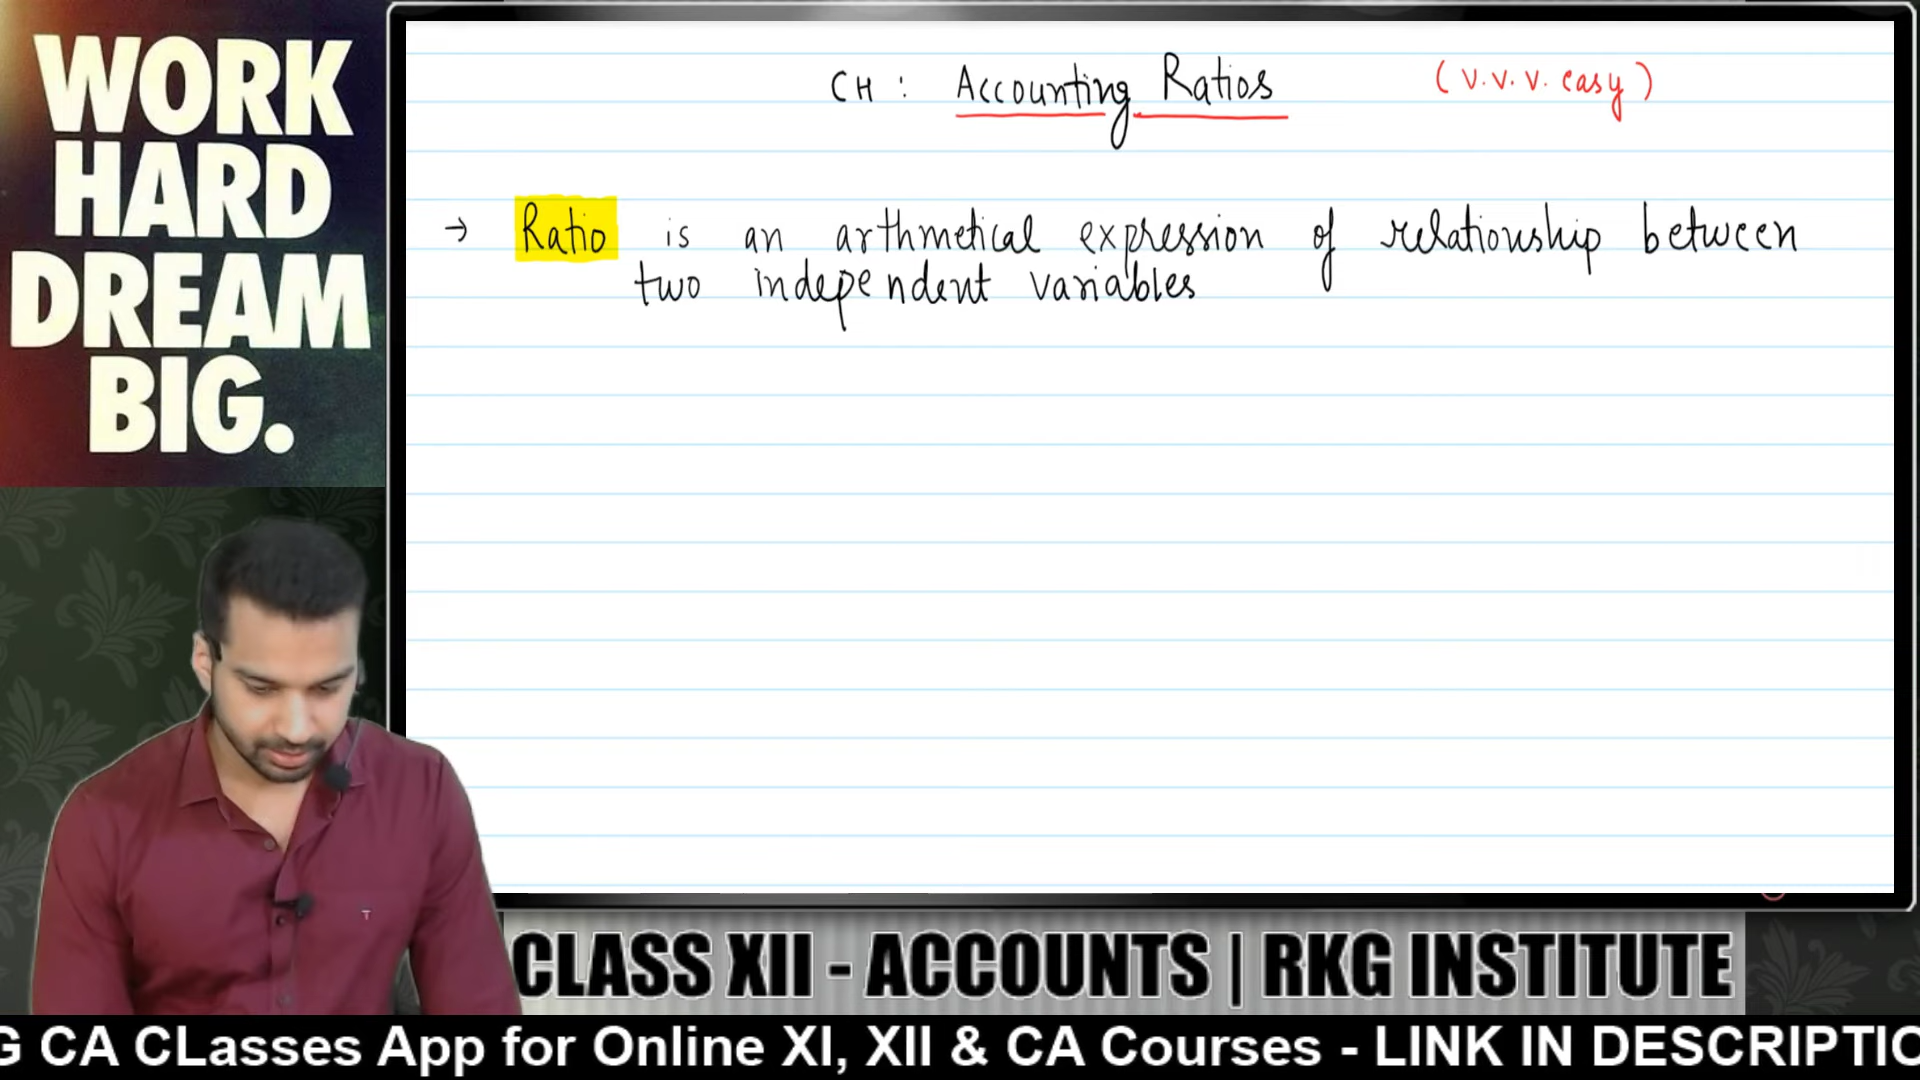 WORK
HARD
DREAM
BIG.
CH : Accounting Ratios (v.v.v. easy)
→ Ratio is an arthmetical expression of relationship between
two independent variables
T
CLASS XII - ACCOUNTS | RKG INSTITUTE
G CA CLasses App for Online XI, XII & CA Courses - LINK IN DESCRIPTIO